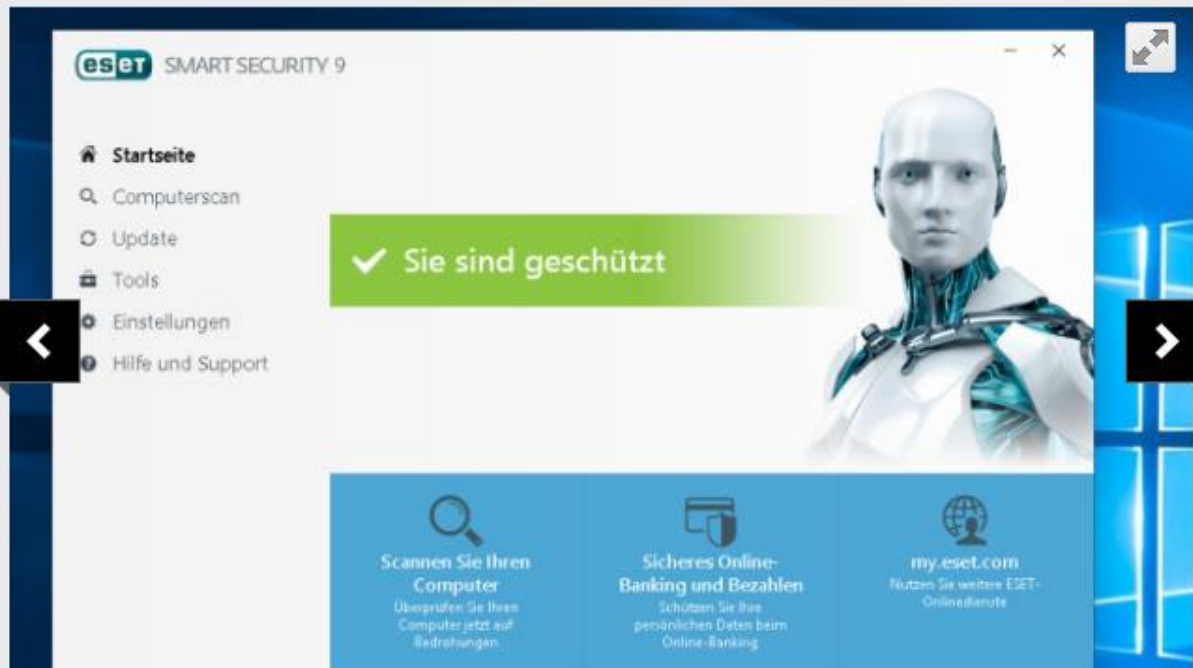 eset SMART SECURITY 9
Startseite
Computerscan
Update
Tools
Einstellungen
Hilfe und Support
Sie sind geschützt
Scannen Sie Ihren
Computer
Überprüfen Sie Ihren
Computer jetzt auf
Bedrohungen
Sicheres Online-
Banking und Bezahlen
Schützen Sie Ihre
persönlichen Daten beim
Online-Banking
my.eset.com
Nutzen Sie weitere ESET-
Onlinedienste